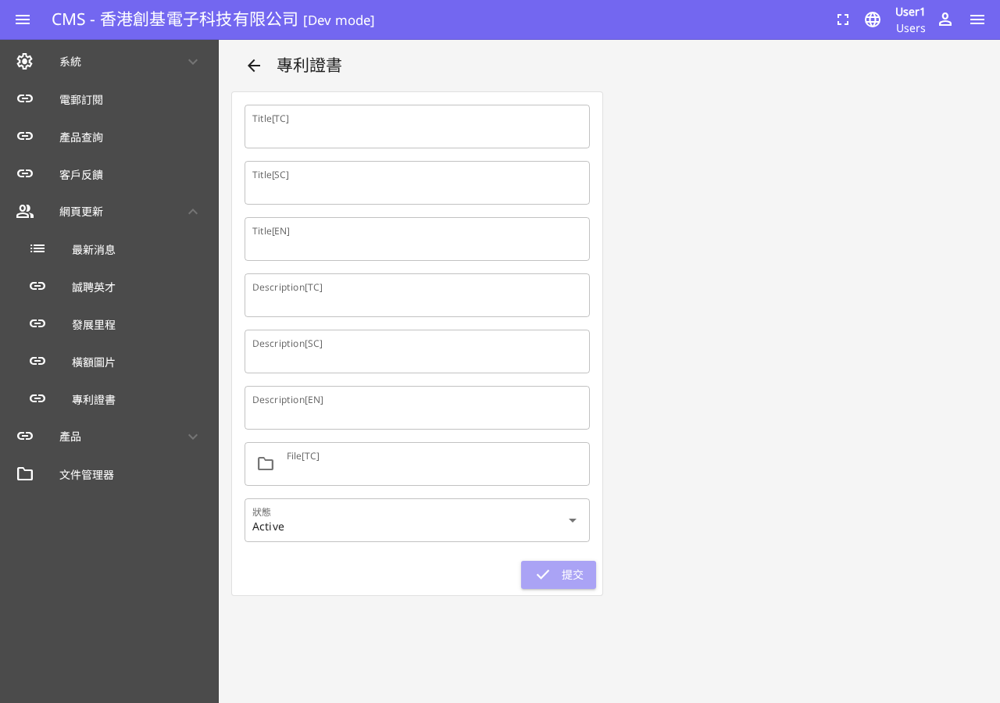 CMS - 香港創基電子科技有限公司 [Dev mode]
User1
Users
系統
電郵訂閱
產品查詢
客戶反饋
網頁更新
最新消息
誠聘英才
發展里程
橫額圖片
專利證書
產品
文件管理器
專利證書
Title[TC]
Title[SC]
Title[EN]
Description[TC]
Description[SC]
Description[EN]
File[TC]
狀態
Active
提交